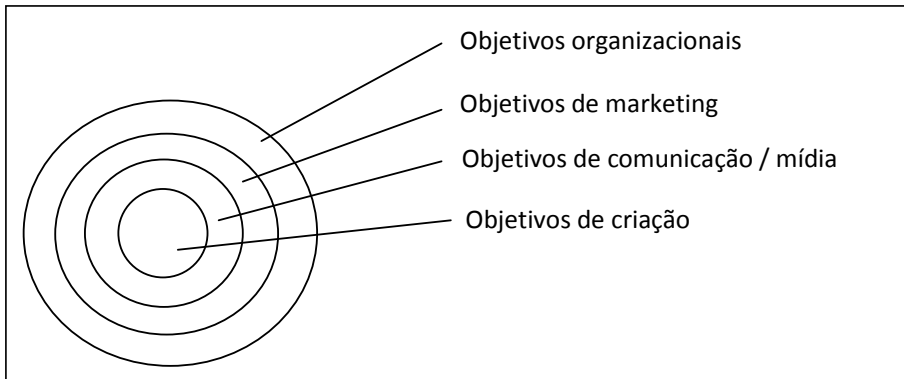 Objetivos organizacionais
Objetivos de marketing
Objetivos de comunicação / mídia
Objetivos de criação